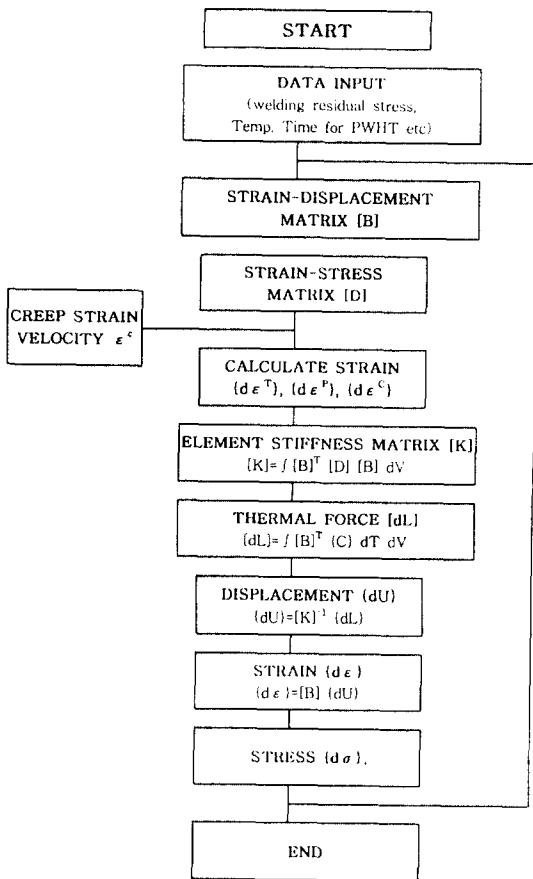 START
DATA INPUT
(welding residual stress,
Temp. Time for PWHT etc)
STRAIN-DISPLACEMENT
MATRIX [B]
STRAIN-STRESS
MATRIX [D]
CREEP STRAIN
VELOCITY ε^c
CALCULATE STRAIN
{dε^T}, {dε^P}, {dε^C}
ELEMENT STIFFNESS MATRIX [K]
[K]=∫[B]^T [D] [B] dV
THERMAL FORCE [dL]
{dL}=∫[B]^T {C} dT dV
DISPLACEMENT {dU}
{dU}=[K]^-1 {dL}
STRAIN {dε}
{dε}=[B] {dU}
STRESS {dσ}.
END